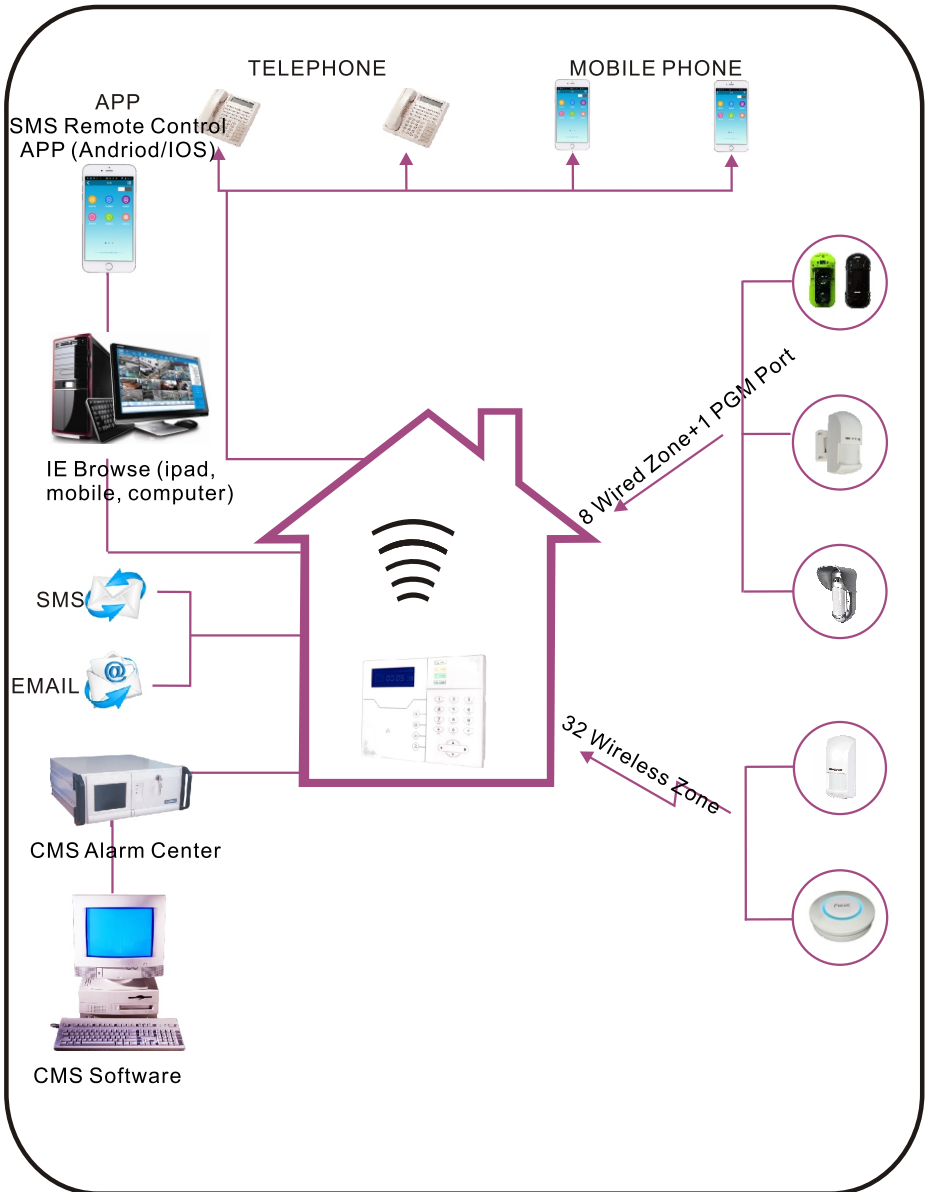 TELEPHONE
MOBILE PHONE
APP
SMS Remote Control
APP (Andriod/IOS)
8 Wired Zone+1 PGM Port
IE Browse (ipad,
mobile, computer)
SMS
EMAIL
32 Wireless Zone
CMS Alarm Center
CMS Software